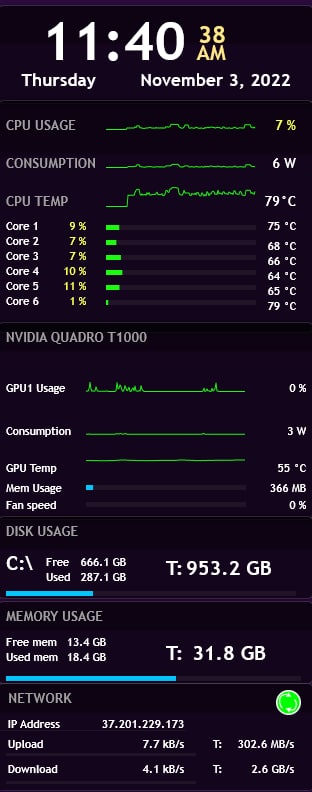 11:40 38 AM
Thursday November 3, 2022
CPU USAGE 7 %
CONSUMPTION 6 W
CPU TEMP 79°C
Core 1 9 % 75 °C
Core 2 7 % 68 °C
Core 3 7 % 66 °C
Core 4 10 % 64 °C
Core 5 11 % 65 °C
Core 6 1 % 79 °C
NVIDIA QUADRO T1000
GPU1 Usage 0 %
Consumption 3 W
GPU Temp 55 °C
Mem Usage 366 MB
Fan speed 0 %
DISK USAGE
C:\ Free 666.1 GB T: 953.2 GB
Used 287.1 GB
MEMORY USAGE
Free mem 13.4 GB T: 31.8 GB
Used mem 18.4 GB
NETWORK
IP Address 37.201.229.173
Upload 7.7 kB/s T: 302.6 MB/s
Download 4.1 kB/s T: 2.6 GB/s